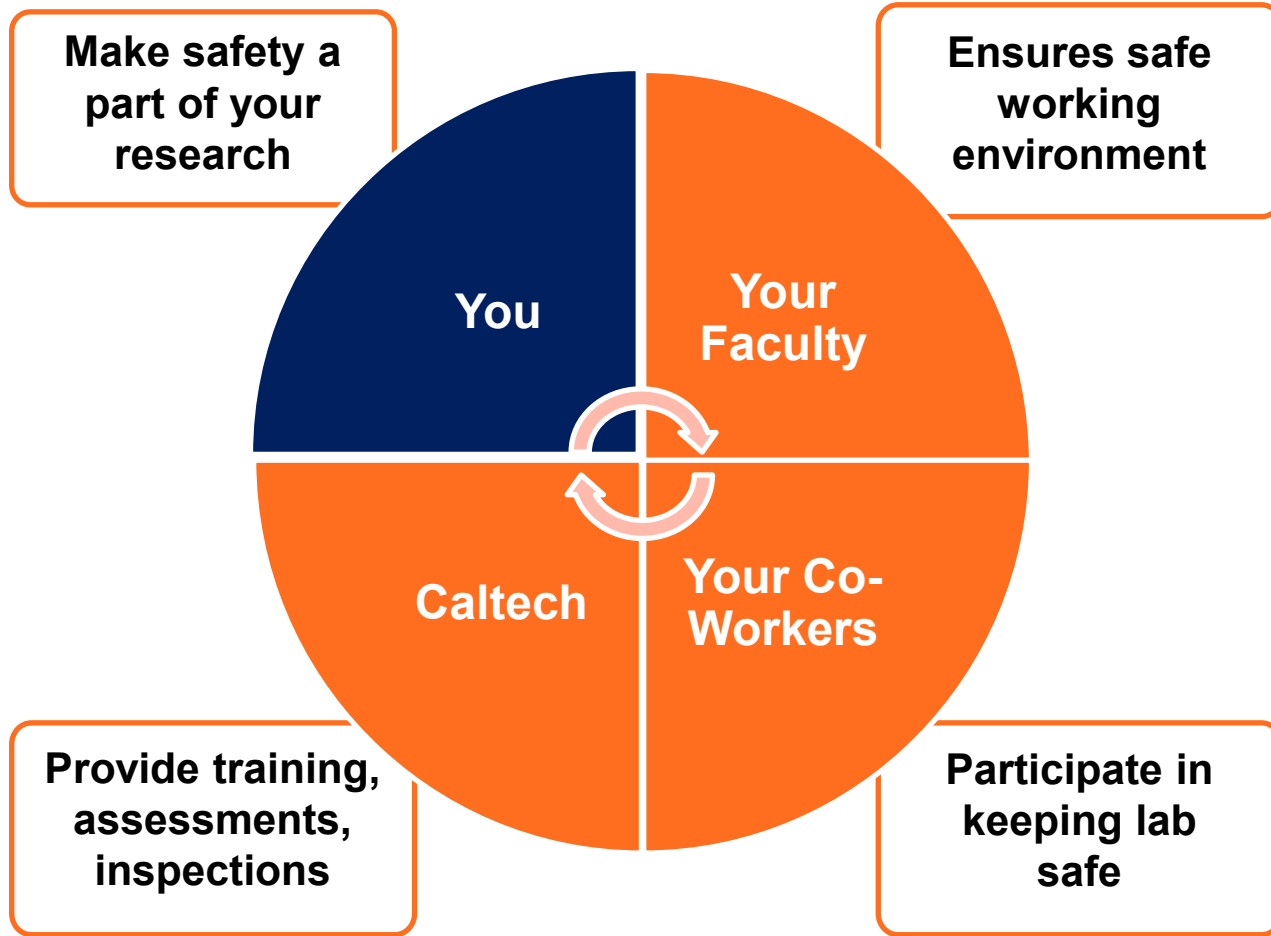 Make safety a
part of your
research
Ensures safe
working
environment
You
Your
Faculty
Caltech
Your Co-
Workers
Provide training,
assessments,
inspections
Participate in
keeping lab
safe